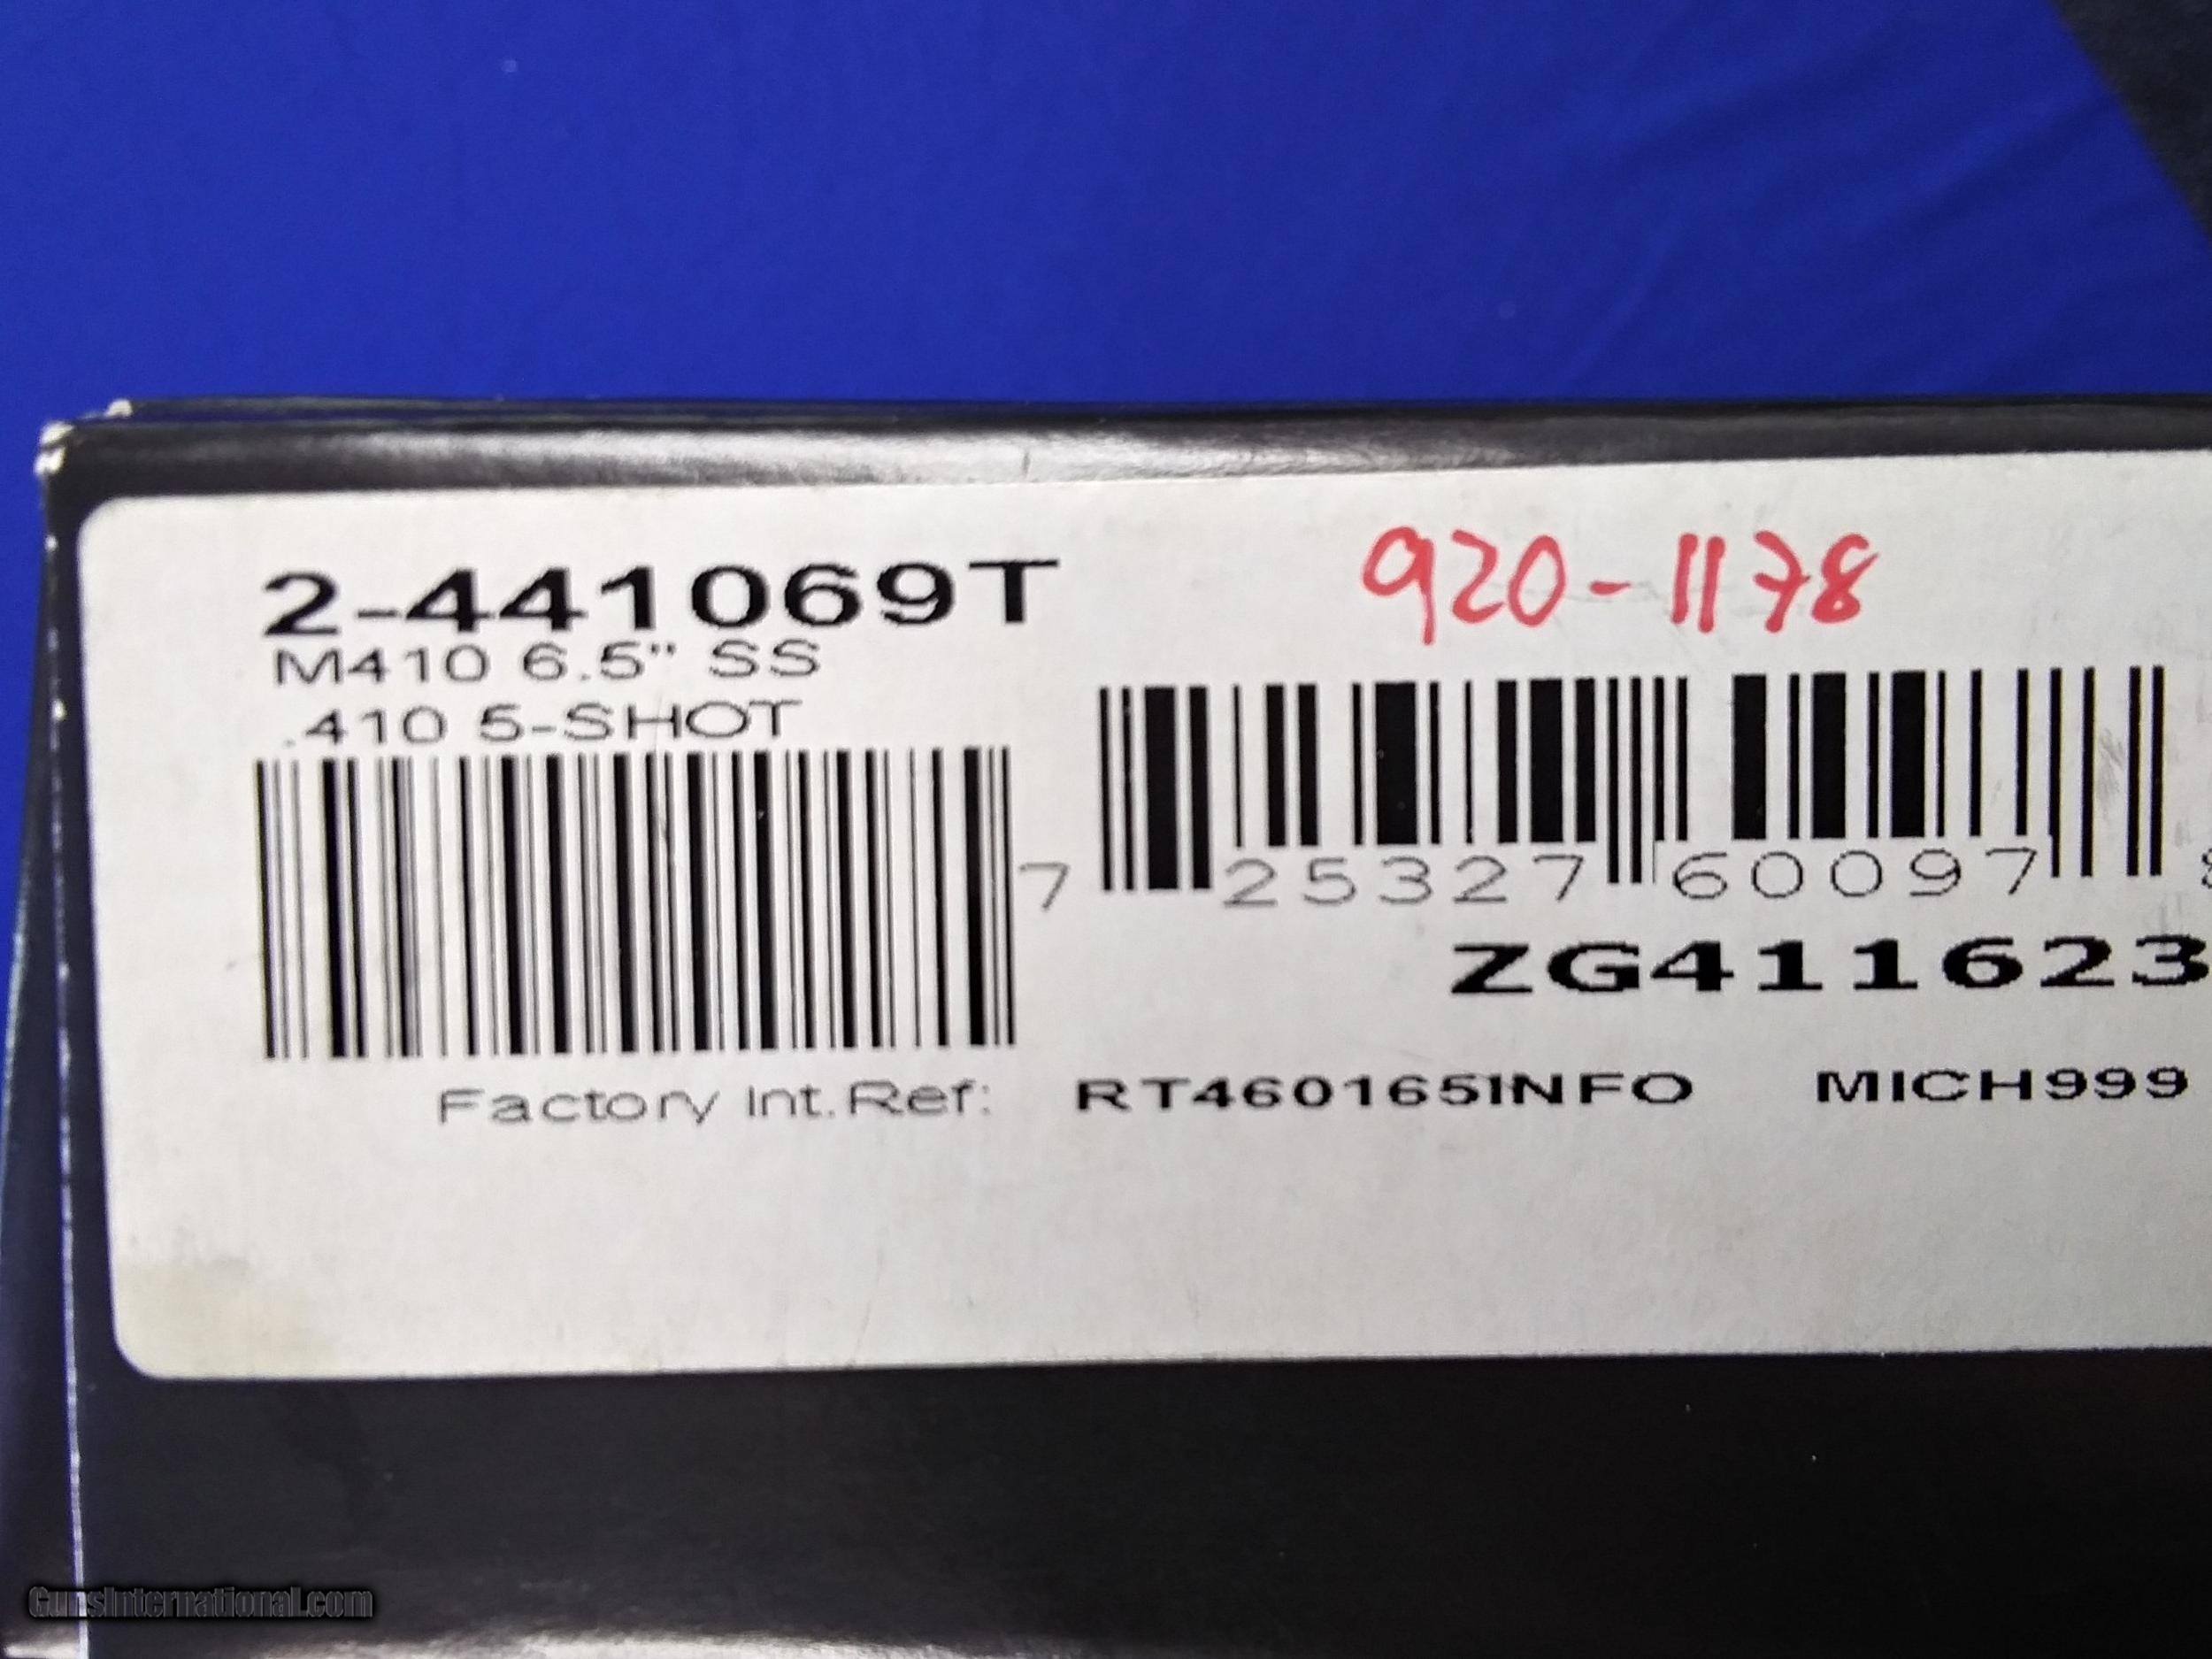 2-441069T
920-1178
M410 6.5" SS
.410 5-SHOT
7 25327 60097
ZG411623
Factory Int.Ref: RT460165INFO MICH999
GunsInternational.com